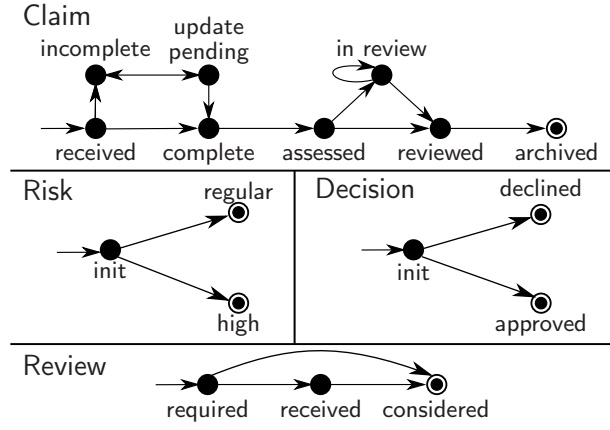 Claim
incomplete
update
pending
in review
received
complete
assessed
reviewed
archived
Risk
regular
init
high
Decision
declined
init
approved
Review
required
received
considered